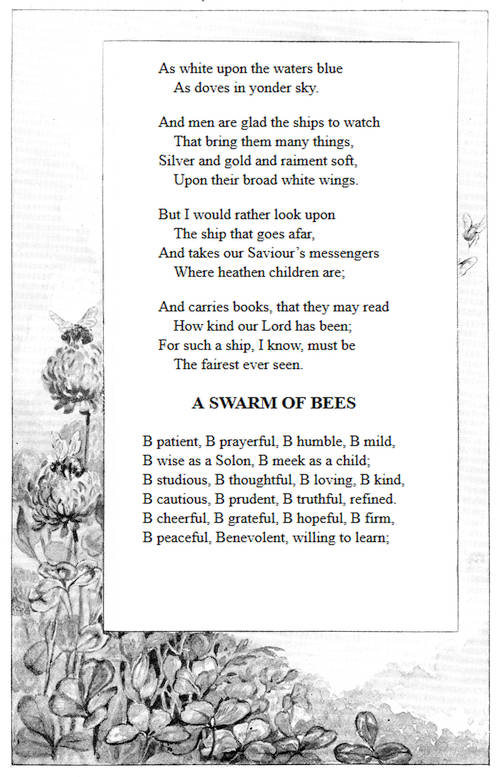 As white upon the waters blue
As doves in yonder sky.
And men are glad the ships to watch
That bring them many things,
Silver and gold and raiment soft,
Upon their broad white wings.
But I would rather look upon
The ship that goes afar,
And takes our Saviour’s messengers
Where heathen children are;
And carries books, that they may read
How kind our Lord has been;
For such a ship, I know, must be
The fairest ever seen.
A SWARM OF BEES
B patient, B prayerful, B humble, B mild,
B wise as a Solon, B meek as a child;
B studious, B thoughtful, B loving, B kind,
B cautious, B prudent, B truthful, refined.
B cheerful, B grateful, B hopeful, B firm,
B peaceful, Benevolent, willing to learn;